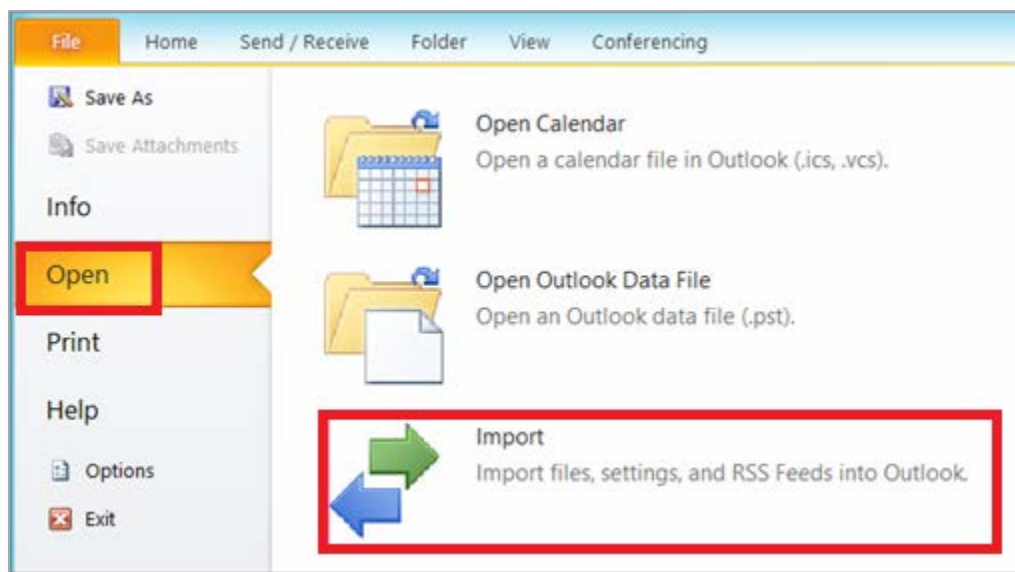 File Home Send / Receive Folder View Conferencing
Save As
Save Attachments
Info
Open
Print
Help
Options
Exit
Open Calendar
Open a calendar file in Outlook (.ics, .vcs).
Open Outlook Data File
Open an Outlook data file (.pst).
Import
Import files, settings, and RSS Feeds into Outlook.